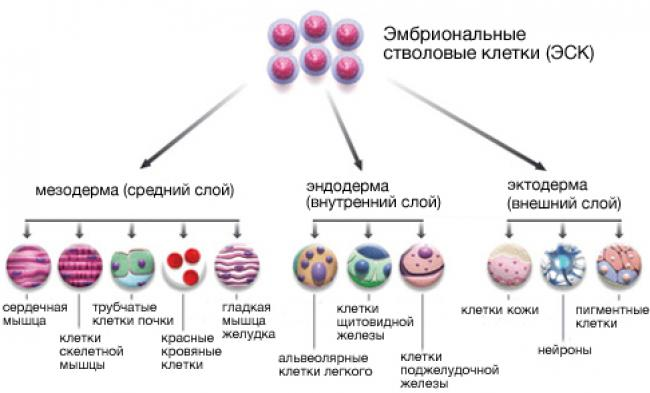 Эмбриональные
стволовые клетки (ЭСК)
мезодерма (средний слой)
эндодерма
(внутренний слой)
эктодерма
(внешний слой)
сердечная
мышца
клетки
скелетной
мышцы
трубчатые
клетки почки
красные
кровяные
клетки
гладкая
мышца
желудка
альвеолярные
клетки легкого
клетки
щитовидной
железы
клетки
поджелудочной
железы
клетки кожи
нейроны
пигментные
клетки